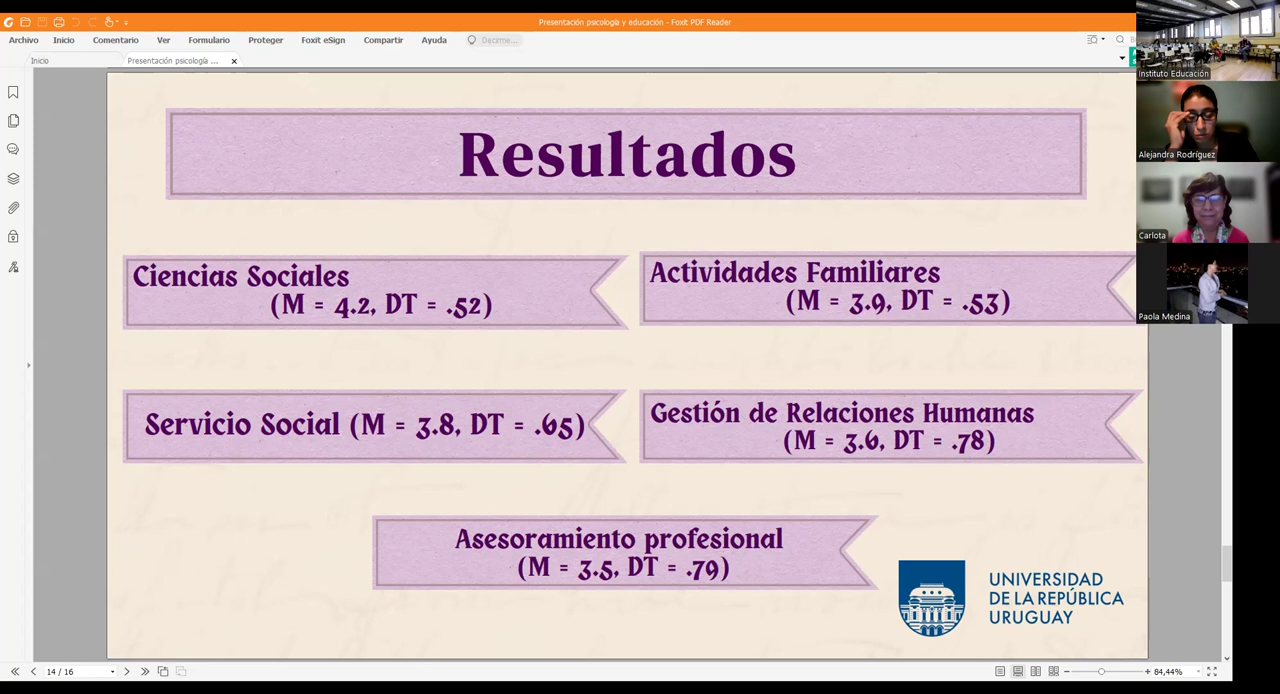 Presentación psicología y educación - Foxit PDF Reader
Archivo Inicio Comentario Ver Formulario Proteger Foxit eSign Compartir Ayuda Decirme...
Inicio Presentación psicología ...
Instituto Educación
Alejandra Rodríguez
Carlota
Paola Medina
Resultados
Ciencias Sociales
(M = 4.2, DT = .52)
Actividades Familiares
(M = 3.9, DT = .53)
Servicio Social (M = 3.8, DT = .65)
Gestión de Relaciones Humanas
(M = 3.6, DT = .78)
Asesoramiento profesional
(M = 3.5, DT = .79)
UNIVERSIDAD
DE LA REPÚBLICA
URUGUAY
14 / 16
84,44%